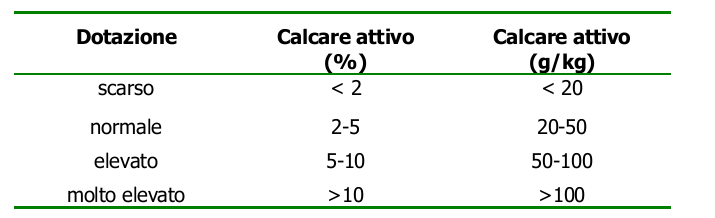 Dotazione Calcare attivo (%) Calcare attivo (g/kg)
scarso < 2 < 20
normale 2-5 20-50
elevato 5-10 50-100
molto elevato >10 >100